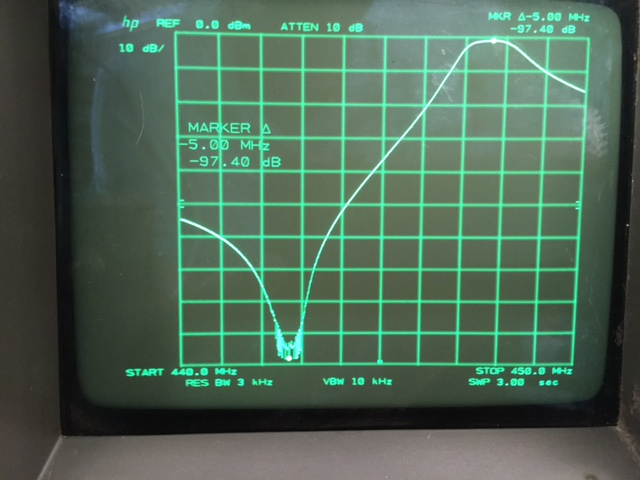 hp REF 0.0 dBm ATTEN 10 dB MKR Δ-5.00 MHz
-97.40 dB
10 dB/
MARKER Δ
-5.00 MHz
-97.40 dB
START 440.0 MHz STOP 450.0 MHz
RES BW 3 kHz VBW 10 kHz SWP 3.00 sec